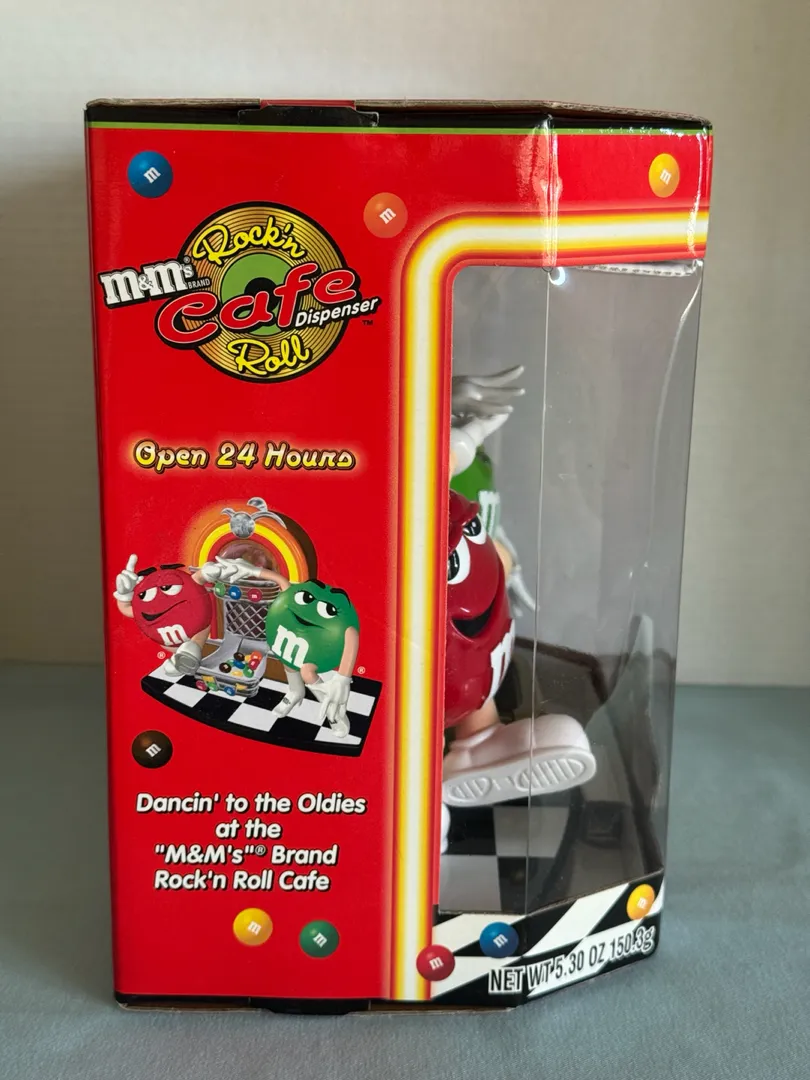 Rock'n
m&m's® BRAND
Cafe
Dispenser™
Roll
Open 24 Hours
m
m
® ®
Dancin' to the Oldies
at the
"M&M's"® Brand
Rock'n Roll Cafe
NET WT 5.30 OZ 150.3g